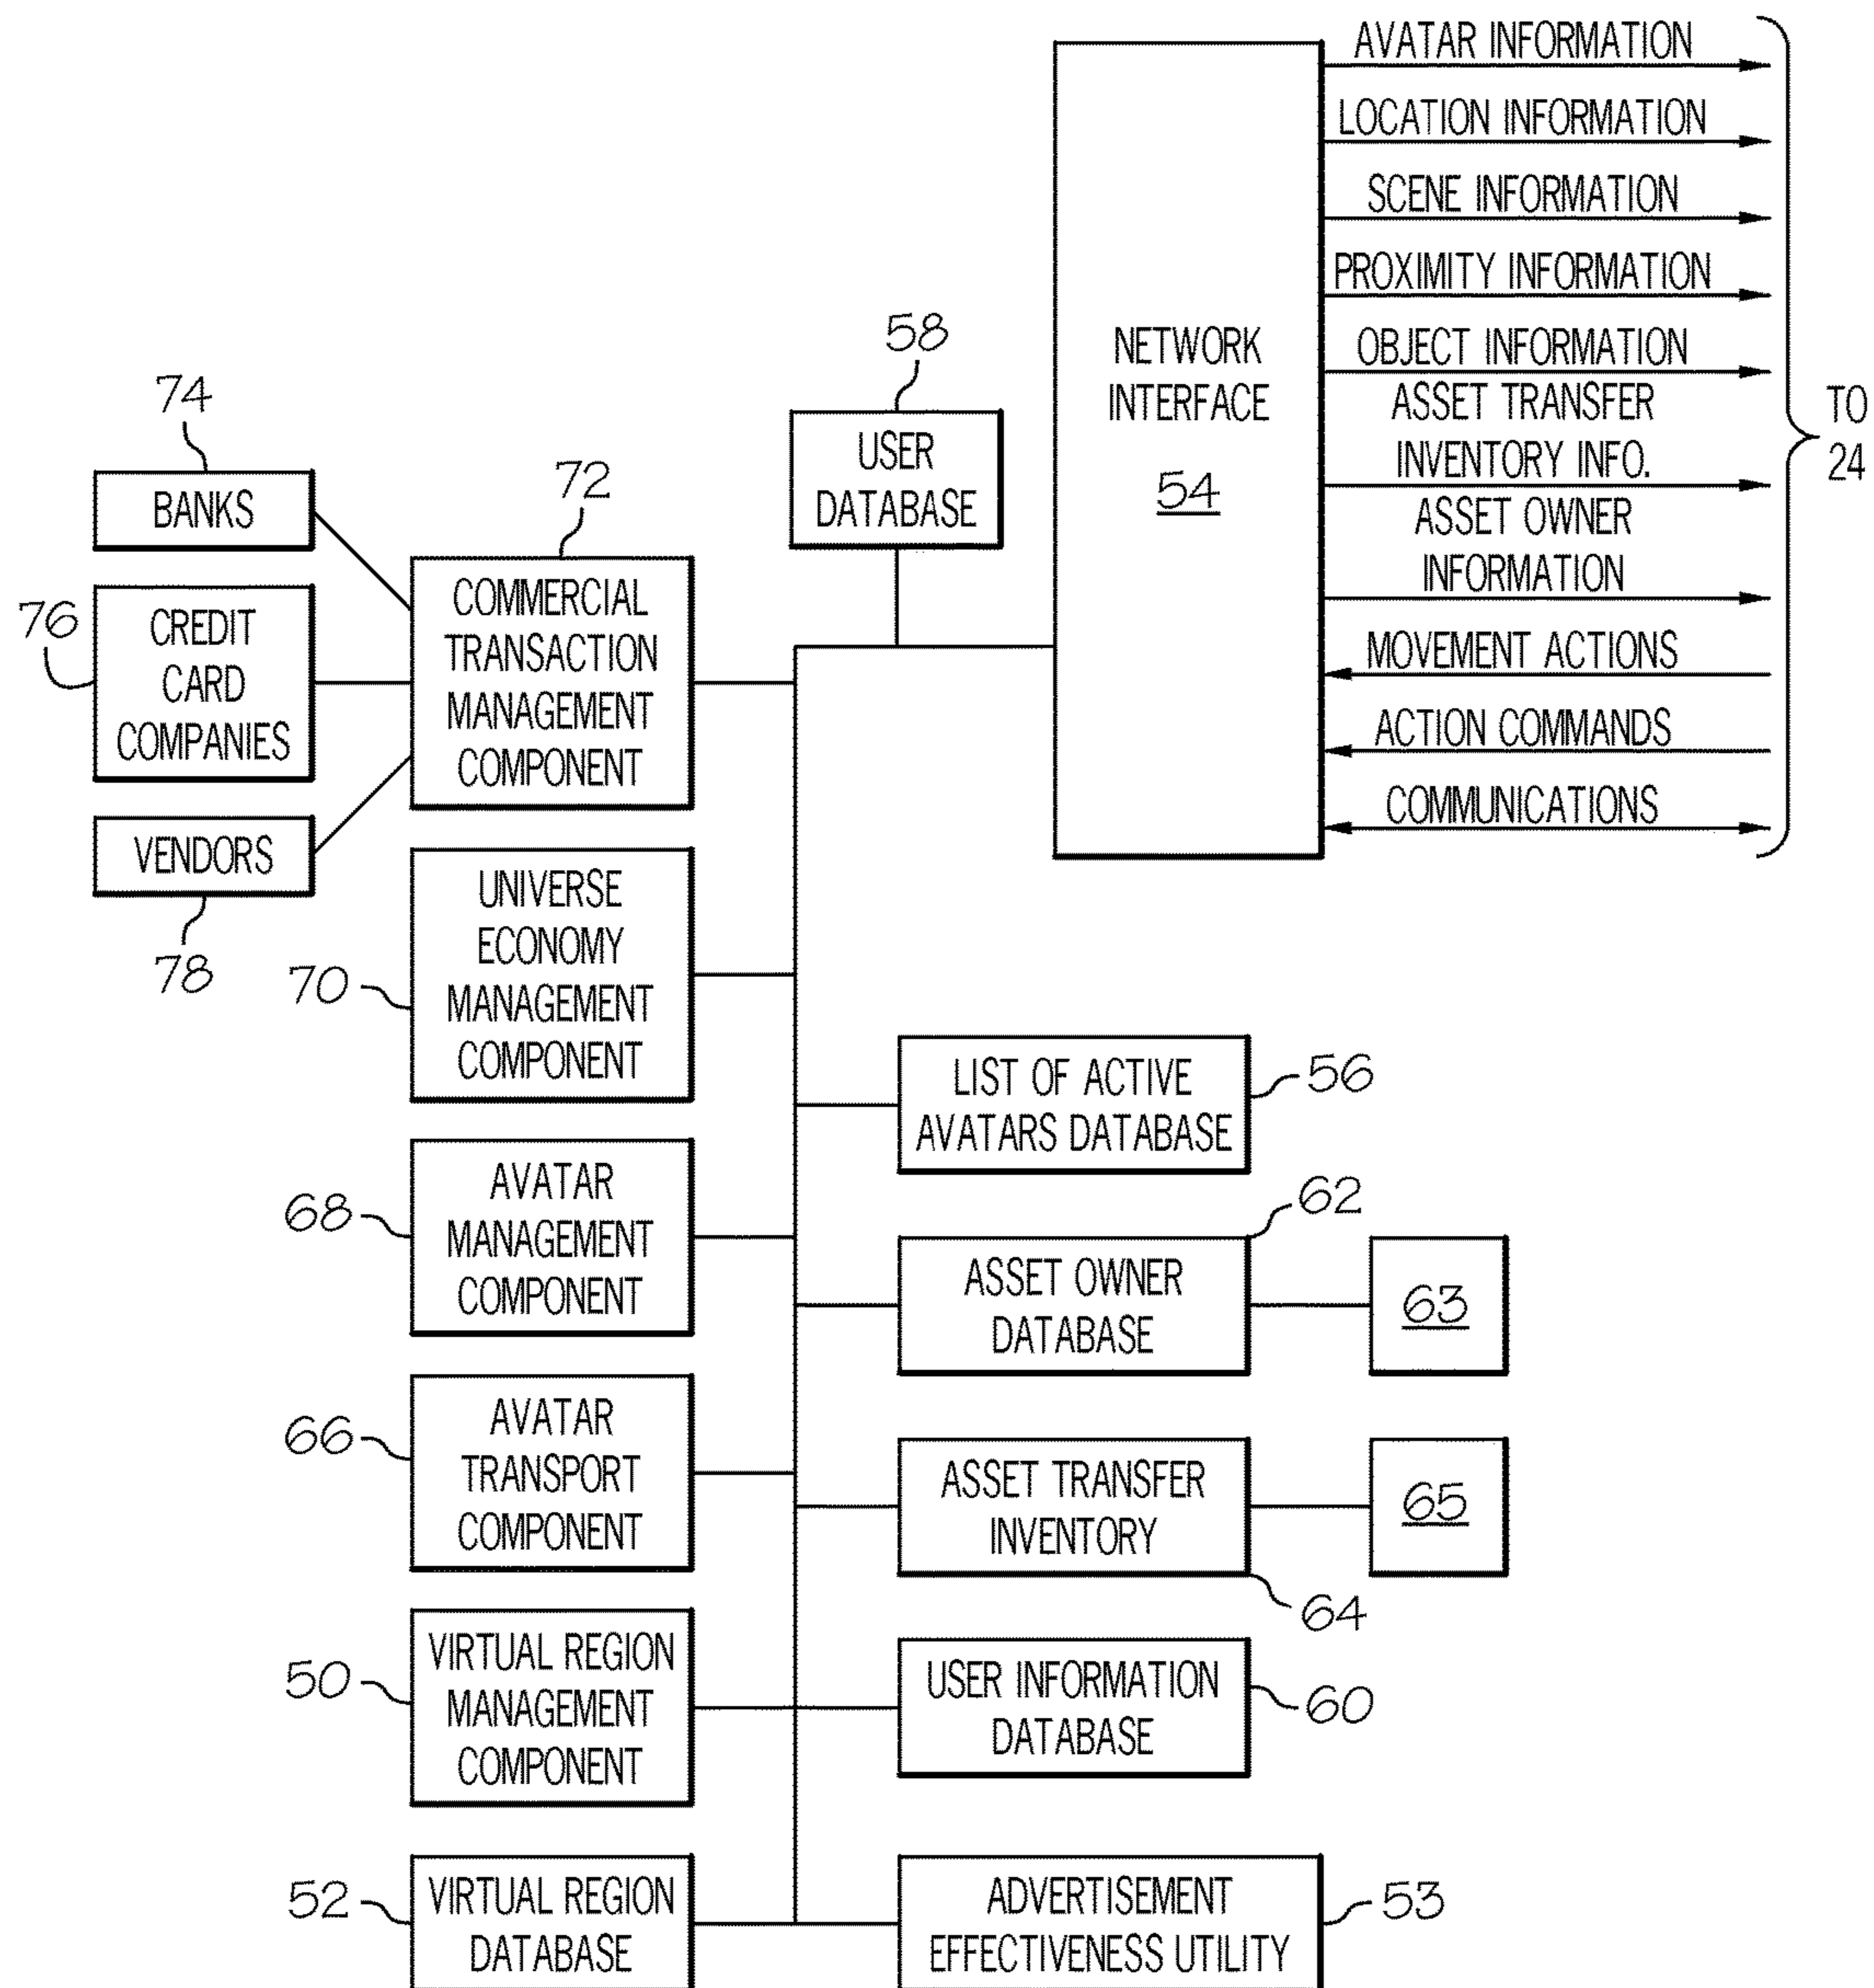 AVATAR INFORMATION
LOCATION INFORMATION
SCENE INFORMATION
PROXIMITY INFORMATION
OBJECT INFORMATION
ASSET TRANSFER
INVENTORY INFO.
ASSET OWNER
INFORMATION
MOVEMENT ACTIONS
ACTION COMMANDS
COMMUNICATIONS
TO
24
NETWORK
INTERFACE
54
58
USER
DATABASE
74
BANKS
76
CREDIT
CARD
COMPANIES
VENDORS
78
72
COMMERCIAL
TRANSACTION
MANAGEMENT
COMPONENT
70
UNIVERSE
ECONOMY
MANAGEMENT
COMPONENT
68
AVATAR
MANAGEMENT
COMPONENT
66
AVATAR
TRANSPORT
COMPONENT
50
VIRTUAL REGION
MANAGEMENT
COMPONENT
52
VIRTUAL REGION
DATABASE
LIST OF ACTIVE
AVATARS DATABASE
56
62
ASSET OWNER
DATABASE
63
ASSET TRANSFER
INVENTORY
65
64
USER INFORMATION
DATABASE
60
ADVERTISEMENT
EFFECTIVENESS UTILITY
53